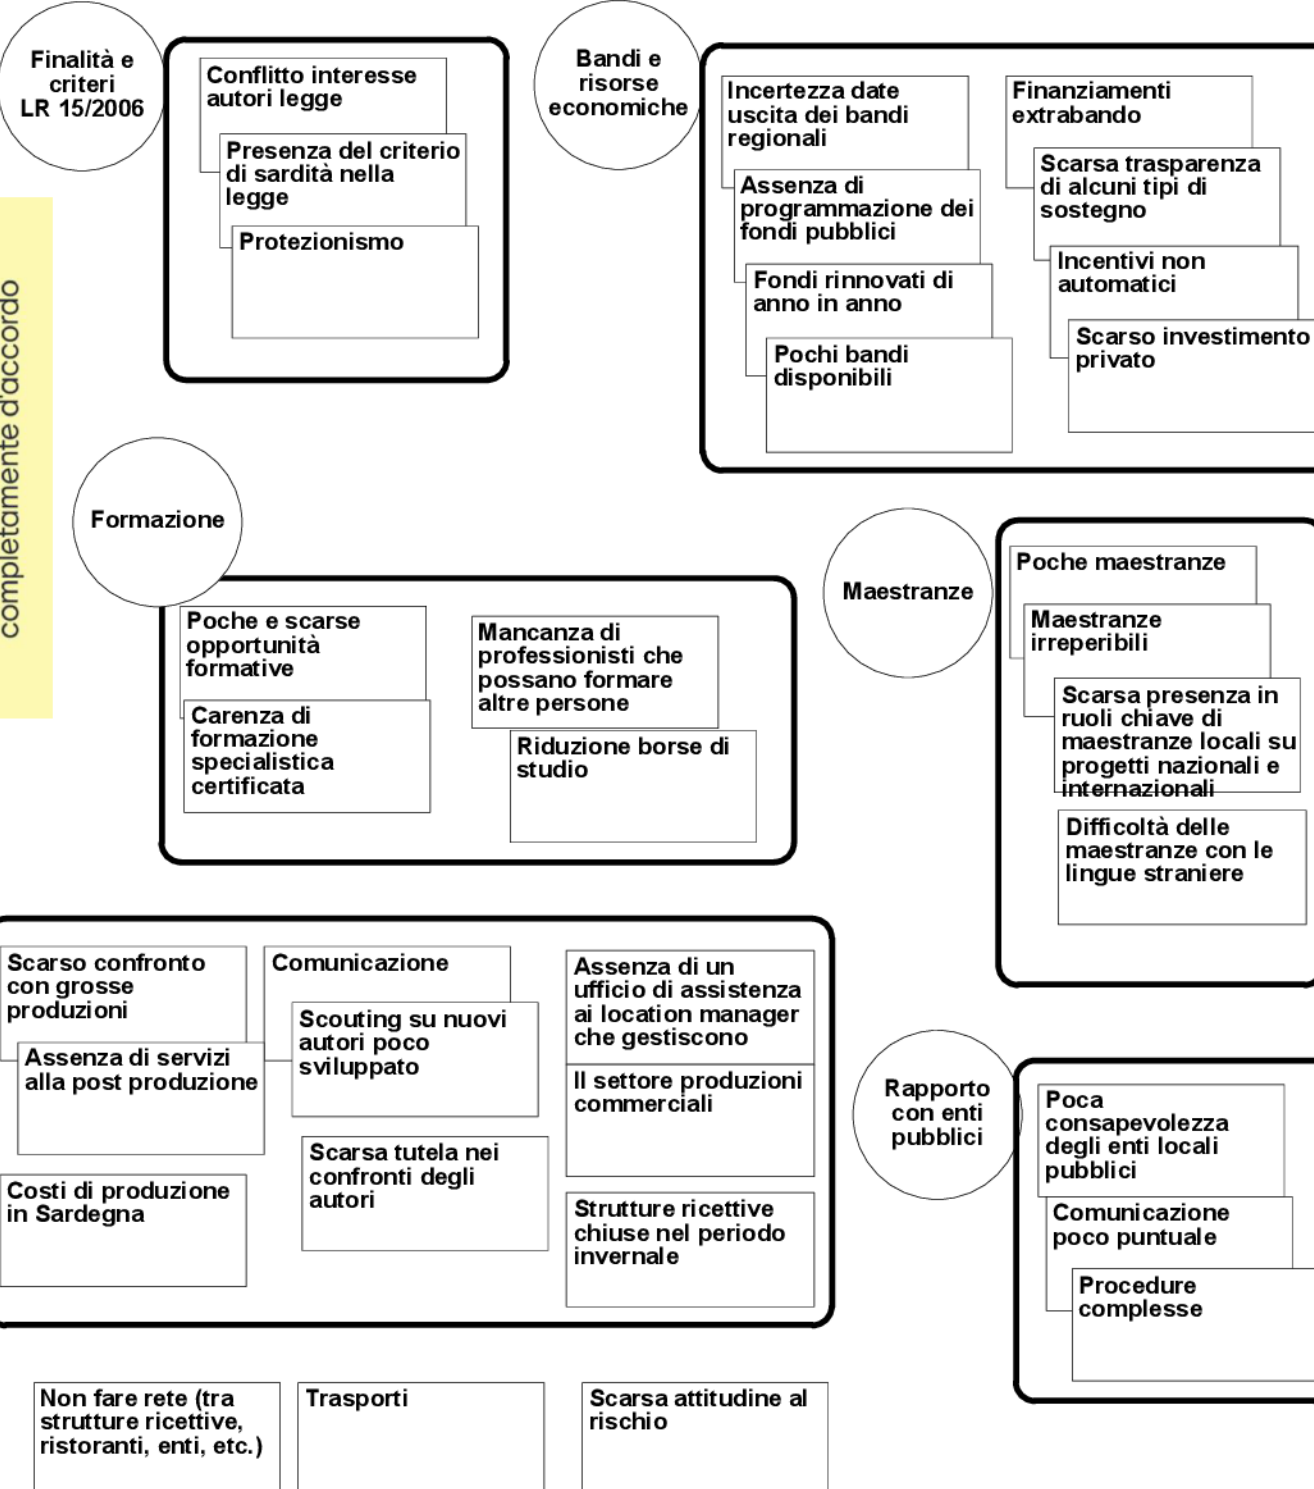 Finalità e
criteri
LR 15/2006
Conflitto interesse
autori legge
Presenza del criterio
di sardità nella
legge
Protezionismo
Bandi e
risorse
economiche
Incertezza date
uscita dei bandi
regionali
Assenza di
programmazione dei
fondi pubblici
Fondi rinnovati di
anno in anno
Pochi bandi
disponibili
Finanziamenti
extrabando
Scarsa trasparenza
di alcuni tipi di
sostegno
Incentivi non
automatici
Scarso investimento
privato
completamente d'accordo
Formazione
Poche e scarse
opportunità
formative
Carenza di
formazione
specialistica
certificata
Mancanza di
professionisti che
possano formare
altre persone
Riduzione borse di
studio
Maestranze
Poche maestranze
Maestranze
irreperibili
Scarsa presenza in
ruoli chiave di
maestranze locali su
progetti nazionali e
internazionali
Difficoltà delle
maestranze con le
lingue straniere
Scarso confronto
con grosse
produzioni
Assenza di servizi
alla post produzione
Costi di produzione
in Sardegna
Comunicazione
Scouting su nuovi
autori poco
sviluppato
Scarsa tutela nei
confronti degli
autori
Assenza di un
ufficio di assistenza
ai location manager
che gestiscono
Il settore produzioni
commerciali
Strutture ricettive
chiuse nel periodo
invernale
Rapporto
con enti
pubblici
Poca
consapevolezza
degli enti locali
pubblici
Comunicazione
poco puntuale
Procedure
complesse
Non fare rete (tra
strutture ricettive,
ristoranti, enti, etc.)
Trasporti
Scarsa attitudine al
rischio